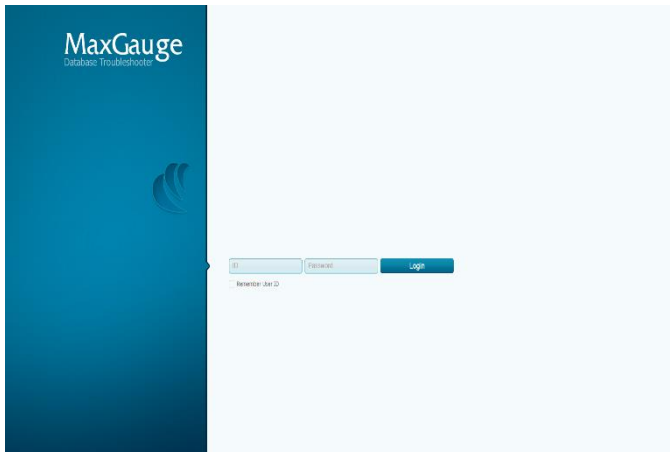 MaxGauge
Database Troubleshooter
ID
Password
Login
Remember User ID